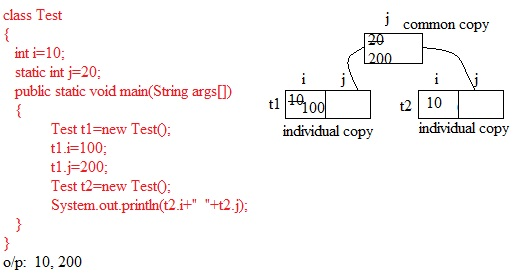 class Test
{
int i=10;
static int j=20;
public static void main(String args[])
{
Test t1=new Test();
t1.i=100;
t1.j=200;
Test t2=new Test();
System.out.println(t2.i+"  "+t2.j);
}
}
o/p:  10, 200
j
common copy
20
200
i j
t1 10 100
individual copy
i j
t2 10
individual copy